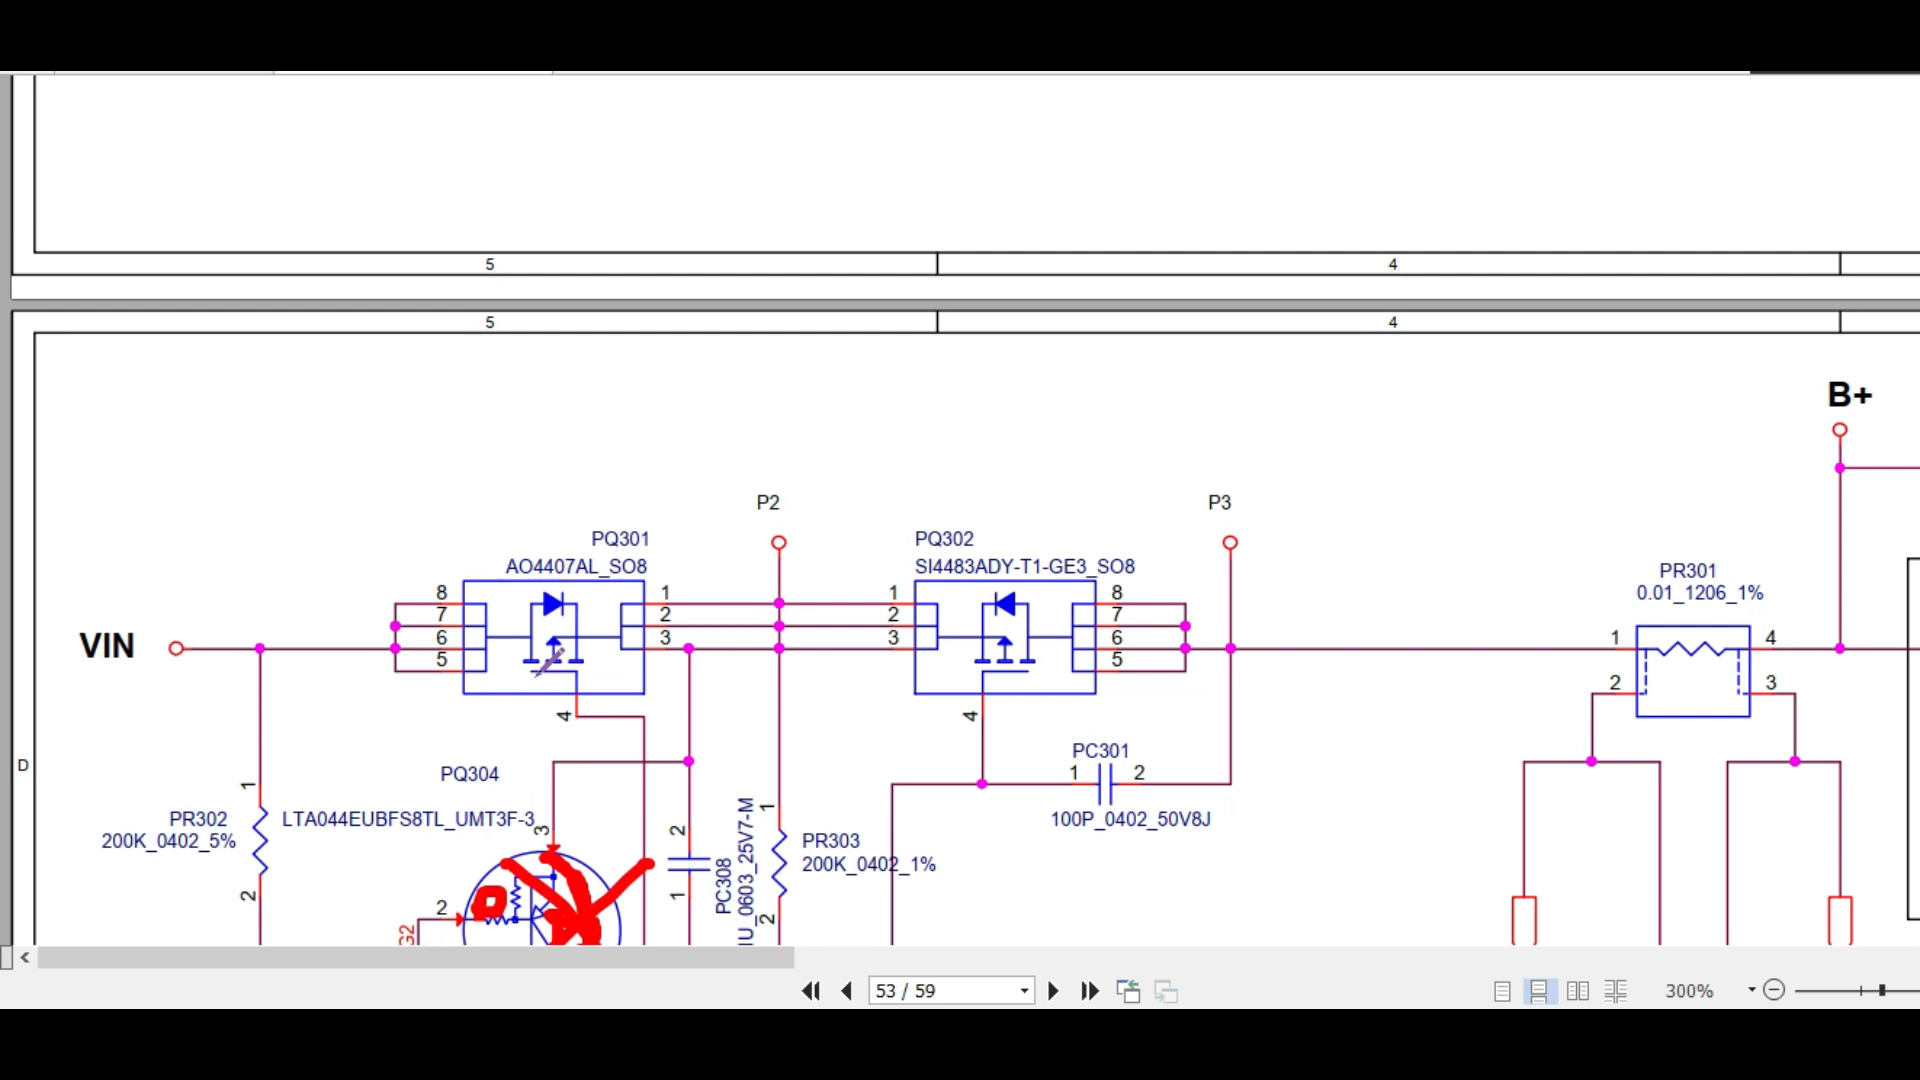 5
4
5
4
B+
P2
P3
PQ301
AO4407AL_SO8
PQ302
SI4483ADY-T1-GE3_SO8
PR301
0.01_1206_1%
8
7
6
5
1
2
3
1
2
3
8
7
6
5
VIN
1
4
2
3
4
4
D
PQ304
PC301
1
2
100P_0402_50V8J
1
PR302
200K_0402_5%
2
LTA044EUBFS8TL_UMT3F-3
3
2
G2
2
1
PC308
1U_0603_25V7-M
1
PR303
200K_0402_1%
2
53 / 59
300%